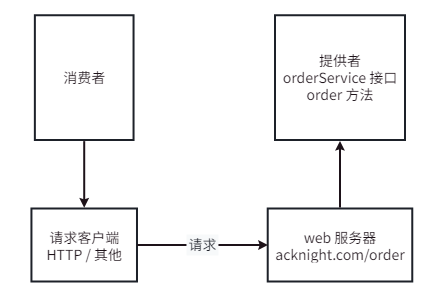 消费者
提供者
orderService 接口
order 方法
请求客户端
HTTP / 其他
请求
web 服务器
acknight.com/order